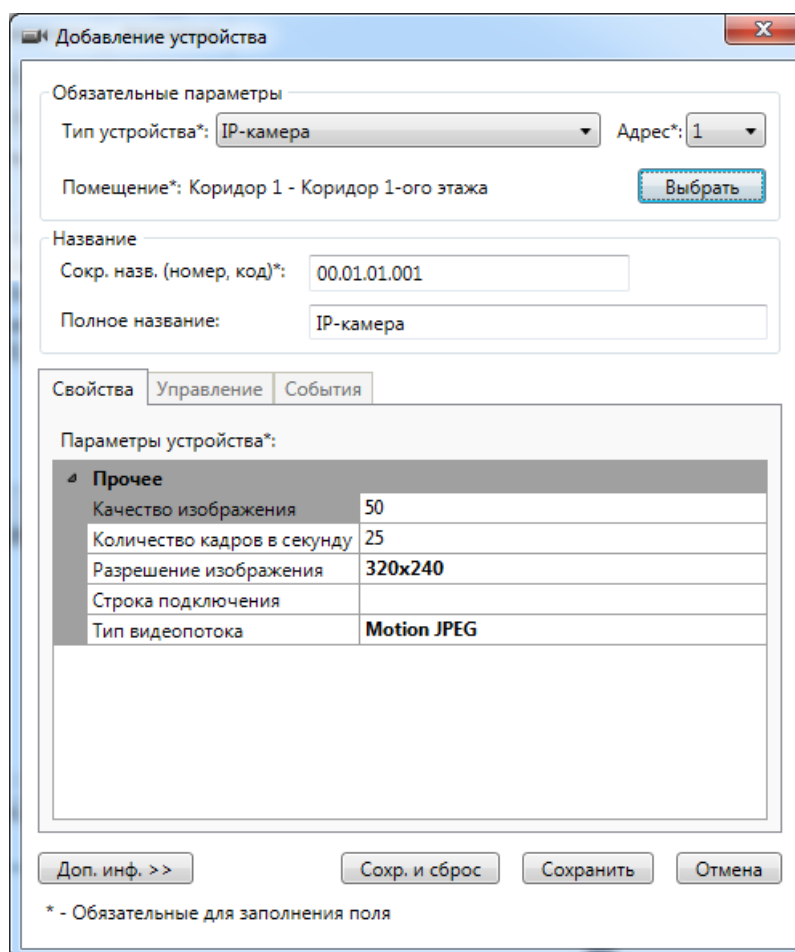 Добавление устройства
Обязательные параметры
Тип устройства*: IP-камера Адрес*: 1
Помещение*: Коридор 1 - Коридор 1-ого этажа Выбрать
Название
Сокр. назв. (номер, код)*: 00.01.01.001
Полное название: IP-камера
Свойства Управление События
Параметры устройства*:
Прочее
Качество изображения 50
Количество кадров в секунду 25
Разрешение изображения 320x240
Строка подключения
Тип видеопотока Motion JPEG
Доп. инф. >> Сохр. и сброс Сохранить Отмена
* - Обязательные для заполнения поля